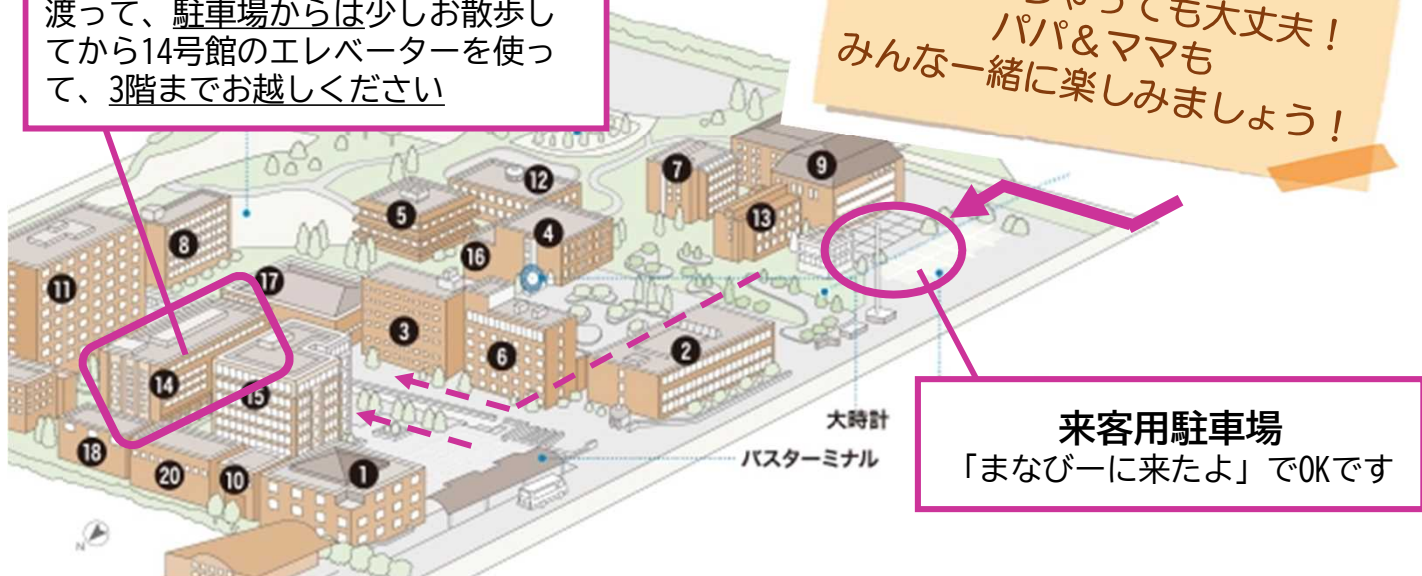 渡って、駐車場からは少しお散歩し
てから14号館のエレベーターを使っ
て、3階までお越しください
ちゃっても大丈夫！
パパ＆ママも
みんな一緒に楽しみましょう！
12
7
9
5
13
8
4
16
17
11
3
6
2
14
15
大時計
来客用駐車場
「まなびーに来たよ」でOKです
18
バスターミナル
20
10
1
N